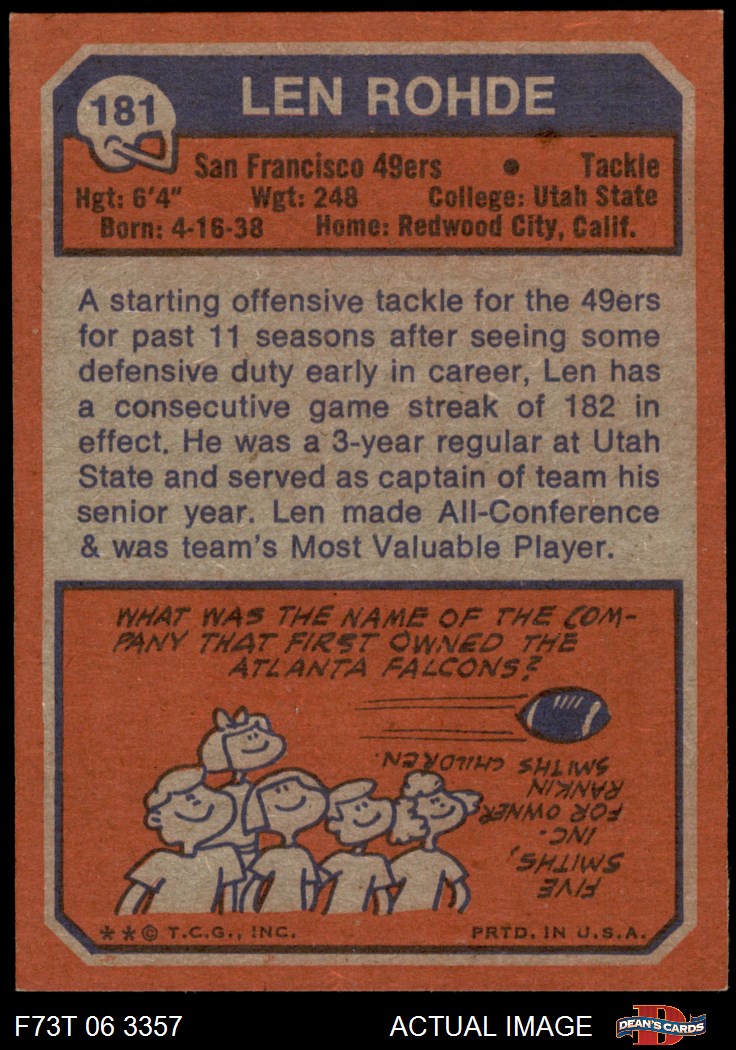 181
LEN ROHDE
San Francisco 49ers • Tackle
Hgt: 6'4" Wgt: 248 College: Utah State
Born: 4-16-38 Home: Redwood City, Calif.
A starting offensive tackle for the 49ers
for past 11 seasons after seeing some
defensive duty early in career, Len has
a consecutive game streak of 182 in
effect. He was a 3-year regular at Utah
State and served as captain of team his
senior year. Len made All-Conference
& was team's Most Valuable Player.
WHAT WAS THE NAME OF THE COM-
PANY THAT FIRST OWNED THE
ATLANTA FALCONS?
FIVE
SMITHS,
INC.
FOR OWNER
RANKIN
SMITHS CHILDREN.
**© T.C.G., INC. PRTD. IN U.S.A.
F73T 06 3357 ACTUAL IMAGE D DEAN'S CARDS